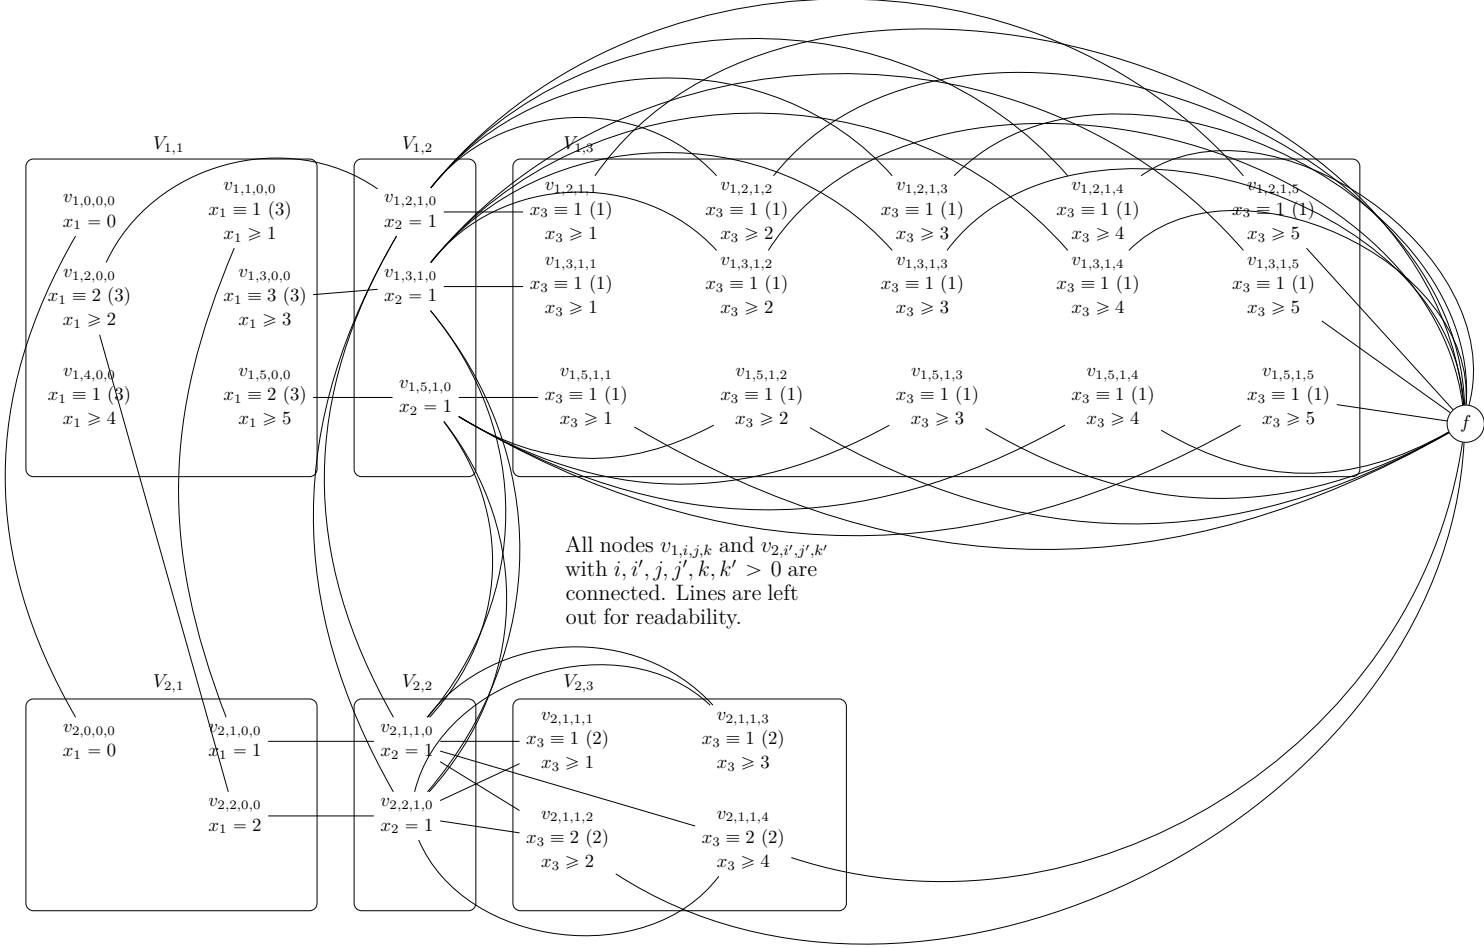 V_{1,1}
V_{1,2}
V_{1,3}
v_{1,0,0,0}
x_1 = 0
v_{1,1,0,0}
x_1 ≡ 1 (3)
x_1 ⩾ 1
v_{1,2,0,0}
x_1 ≡ 2 (3)
x_1 ⩾ 2
v_{1,3,0,0}
x_1 ≡ 3 (3)
x_1 ⩾ 3
v_{1,4,0,0}
x_1 ≡ 1 (3)
x_1 ⩾ 4
v_{1,5,0,0}
x_1 ≡ 2 (3)
x_1 ⩾ 5
v_{1,2,1,0}
x_2 = 1
v_{1,3,1,0}
x_2 = 1
v_{1,5,1,0}
x_2 = 1
v_{1,2,1,1}
x_3 ≡ 1 (1)
x_3 ⩾ 1
v_{1,2,1,2}
x_3 ≡ 1 (1)
x_3 ⩾ 2
v_{1,2,1,3}
x_3 ≡ 1 (1)
x_3 ⩾ 3
v_{1,2,1,4}
x_3 ≡ 1 (1)
x_3 ⩾ 4
v_{1,2,1,5}
x_3 ≡ 1 (1)
x_3 ⩾ 5
v_{1,3,1,1}
x_3 ≡ 1 (1)
x_3 ⩾ 1
v_{1,3,1,2}
x_3 ≡ 1 (1)
x_3 ⩾ 2
v_{1,3,1,3}
x_3 ≡ 1 (1)
x_3 ⩾ 3
v_{1,3,1,4}
x_3 ≡ 1 (1)
x_3 ⩾ 4
v_{1,3,1,5}
x_3 ≡ 1 (1)
x_3 ⩾ 5
v_{1,5,1,1}
x_3 ≡ 1 (1)
x_3 ⩾ 1
v_{1,5,1,2}
x_3 ≡ 1 (1)
x_3 ⩾ 2
v_{1,5,1,3}
x_3 ≡ 1 (1)
x_3 ⩾ 3
v_{1,5,1,4}
x_3 ≡ 1 (1)
x_3 ⩾ 4
v_{1,5,1,5}
x_3 ≡ 1 (1)
x_3 ⩾ 5
f
All nodes v_{1,i,j,k} and v_{2,i′,j′,k′}
with i, i′, j, j′, k, k′ > 0 are
connected. Lines are left
out for readability.
V_{2,1}
V_{2,2}
V_{2,3}
v_{2,0,0,0}
x_1 = 0
v_{2,1,0,0}
x_1 = 1
v_{2,2,0,0}
x_1 = 2
v_{2,1,1,0}
x_2 = 1
v_{2,2,1,0}
x_2 = 1
v_{2,1,1,1}
x_3 ≡ 1 (2)
x_3 ⩾ 1
v_{2,1,1,3}
x_3 ≡ 1 (2)
x_3 ⩾ 3
v_{2,1,1,2}
x_3 ≡ 2 (2)
x_3 ⩾ 2
v_{2,1,1,4}
x_3 ≡ 2 (2)
x_3 ⩾ 4